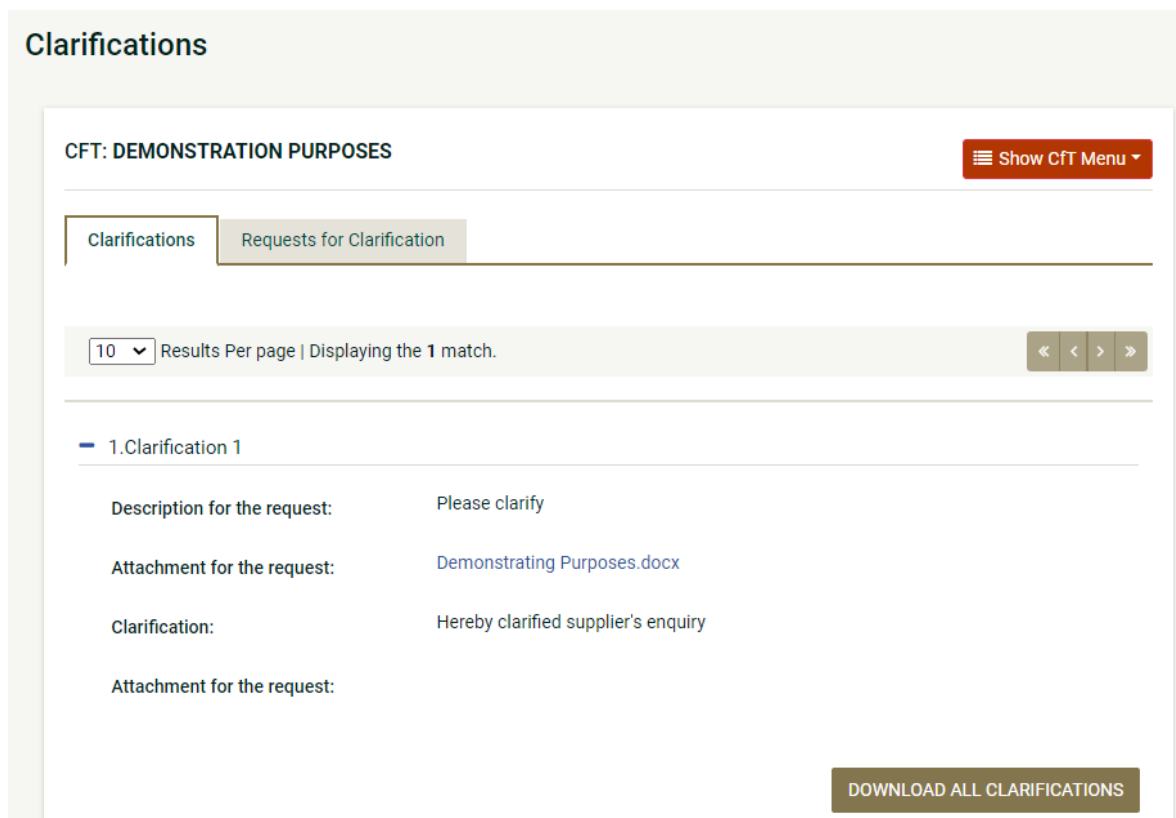 Clarifications
CFT: DEMONSTRATION PURPOSES
Show CfT Menu
Clarifications
Requests for Clarification
10 Results Per page | Displaying the 1 match.
« < > »
1.Clarification 1
Description for the request: Please clarify
Attachment for the request: Demonstrating Purposes.docx
Clarification: Hereby clarified supplier's enquiry
Attachment for the request:
DOWNLOAD ALL CLARIFICATIONS